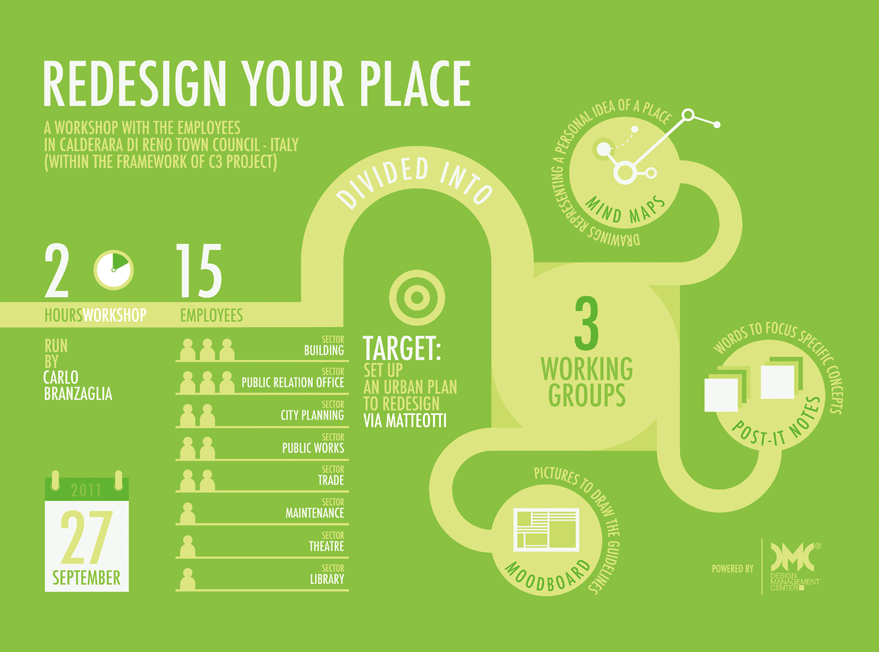 REDESIGN YOUR PLACE
A WORKSHOP WITH THE EMPLOYEES
IN CALDERARA DI RENO TOWN COUNCIL - ITALY
(WITHIN THE FRAMEWORK OF C3 PROJECT)
DIVIDED INTO
2
HOURSWORKSHOP
15
EMPLOYEES
RUN
BY
CARLO
BRANZAGLIA
2011
27
SEPTEMBER
SECTOR
BUILDING
SECTOR
PUBLIC RELATION OFFICE
SECTOR
CITY PLANNING
SECTOR
PUBLIC WORKS
SECTOR
TRADE
SECTOR
MAINTENANCE
SECTOR
THEATRE
SECTOR
LIBRARY
TARGET:
SET UP
AN URBAN PLAN
TO REDESIGN
VIA MATTEOTTI
3
WORKING
GROUPS
DRAWINGS REPRESENTING A PERSONAL IDEA OF A PLACE
MIND MAPS
WORDS TO FOCUS SPECIFIC CONCEPTS
POST-IT NOTES
PICTURES TO DRAW THE GUIDELINES
MOODBOARD
POWERED BY
DMC®
DESIGN
MANAGEMENT
CENTER